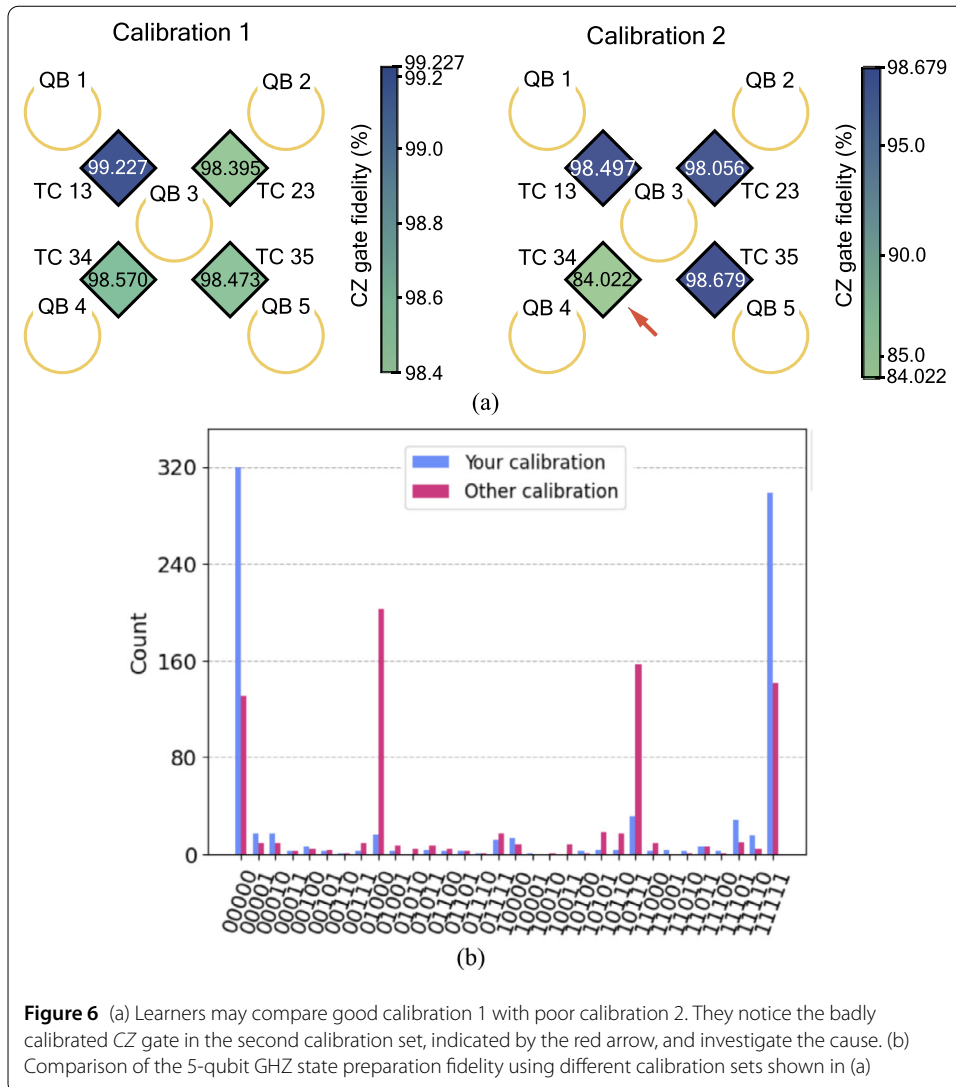 Calibration 1
Calibration 2
QB 1
QB 2
99.227
98.395
TC 13
QB 3
TC 23
TC 34
TC 35
98.570
98.473
QB 4
QB 5
99.227
99.2
99.0
98.8
98.6
98.4
CZ gate fidelity (%)
QB 1
QB 2
98.497
98.056
TC 13
QB 3
TC 23
TC 34
TC 35
84.022
98.679
QB 4
QB 5
98.679
95.0
90.0
85.0
84.022
CZ gate fidelity (%)
(a)
Your calibration
Other calibration
320
240
160
80
0
Count
00000
00001
00010
00011
00100
00101
00110
00111
01000
01001
01010
01011
01100
01101
01110
01111
10000
10001
10010
10011
10100
10101
10110
10111
11000
11001
11010
11011
11100
11101
11110
11111
(b)
Figure 6 (a) Learners may compare good calibration 1 with poor calibration 2. They notice the badly
calibrated CZ gate in the second calibration set, indicated by the red arrow, and investigate the cause. (b)
Comparison of the 5-qubit GHZ state preparation fidelity using different calibration sets shown in (a)